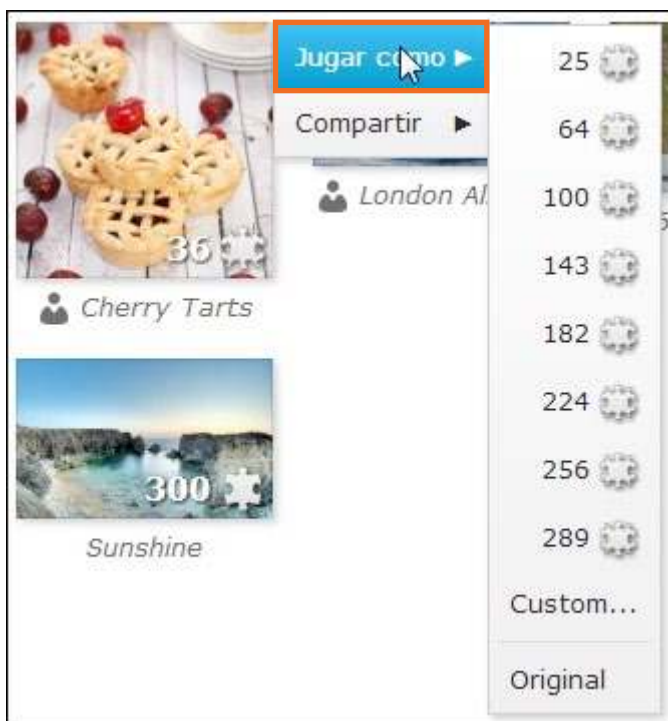 Jugar como
Compartir
25
64
100
143
182
224
256
289
Custom...
Original
36
Cherry Tarts
London Al
300
Sunshine